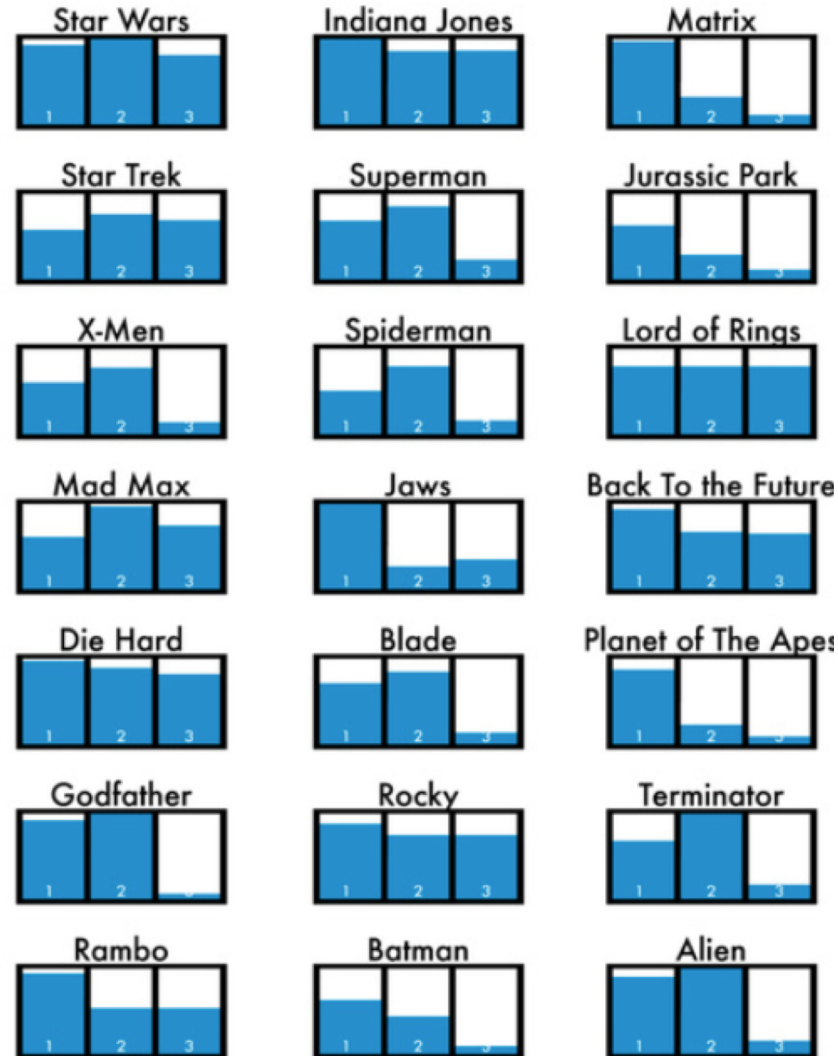 Star Wars Indiana Jones Matrix
1 2 3 1 2 3 1 2 3
Star Trek Superman Jurassic Park
1 2 3 1 2 3 1 2 3
X-Men Spiderman Lord of Rings
1 2 3 1 2 3 1 2 3
Mad Max Jaws Back To the Future
1 2 3 1 2 3 1 2 3
Die Hard Blade Planet of The Apes
1 2 3 1 2 3 1 2 3
Godfather Rocky Terminator
1 2 3 1 2 3 1 2 3
Rambo Batman Alien
1 2 3 1 2 3 1 2 3